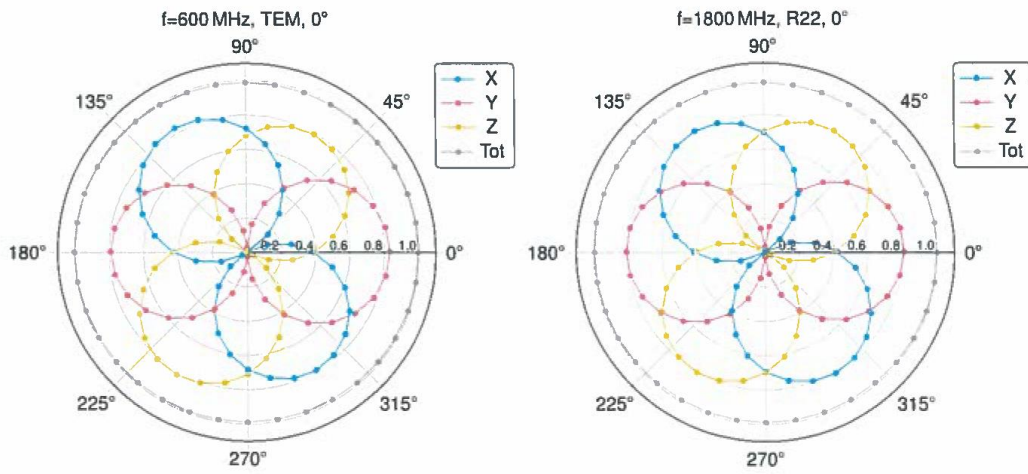 f=600 MHz, TEM, 0°
90°
135°
45°
180°
0.2 0.4 0.6 0.8 1.0
0°
225°
315°
270°
X
Y
Z
Tot
f=1800 MHz, R22, 0°
90°
135°
45°
180°
0.2 0.4 0.6 0.8 1.0
0°
225°
315°
270°
X
Y
Z
Tot